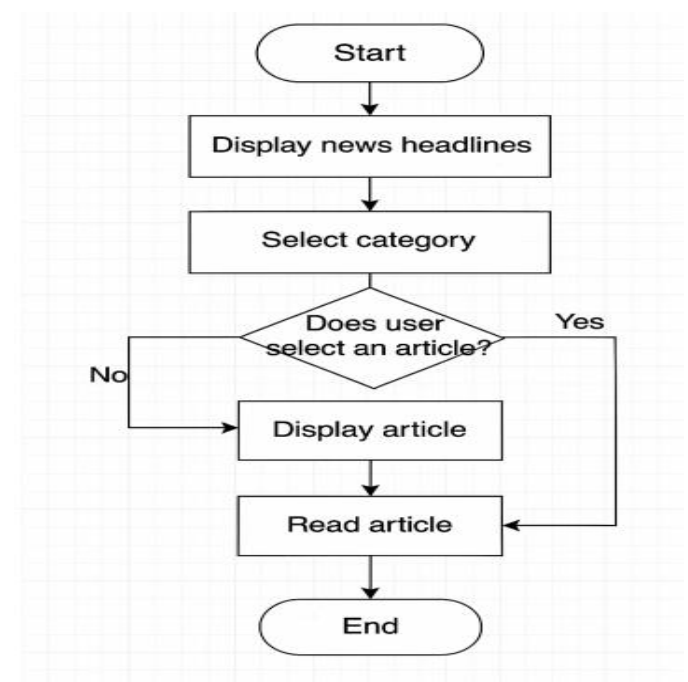 Start
Display news headlines
Select category
Does user
select an article?
Yes
No
Display article
Read article
End